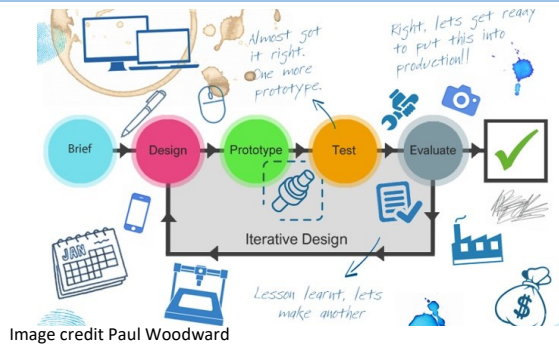 Almost got
it right.
One more
prototype.
Right, lets get ready
to put this into
production!!
Brief
Design
Prototype
Test
Evaluate
Iterative Design
JAN
Lesson learnt, lets
make another
$
Image credit Paul Woodward